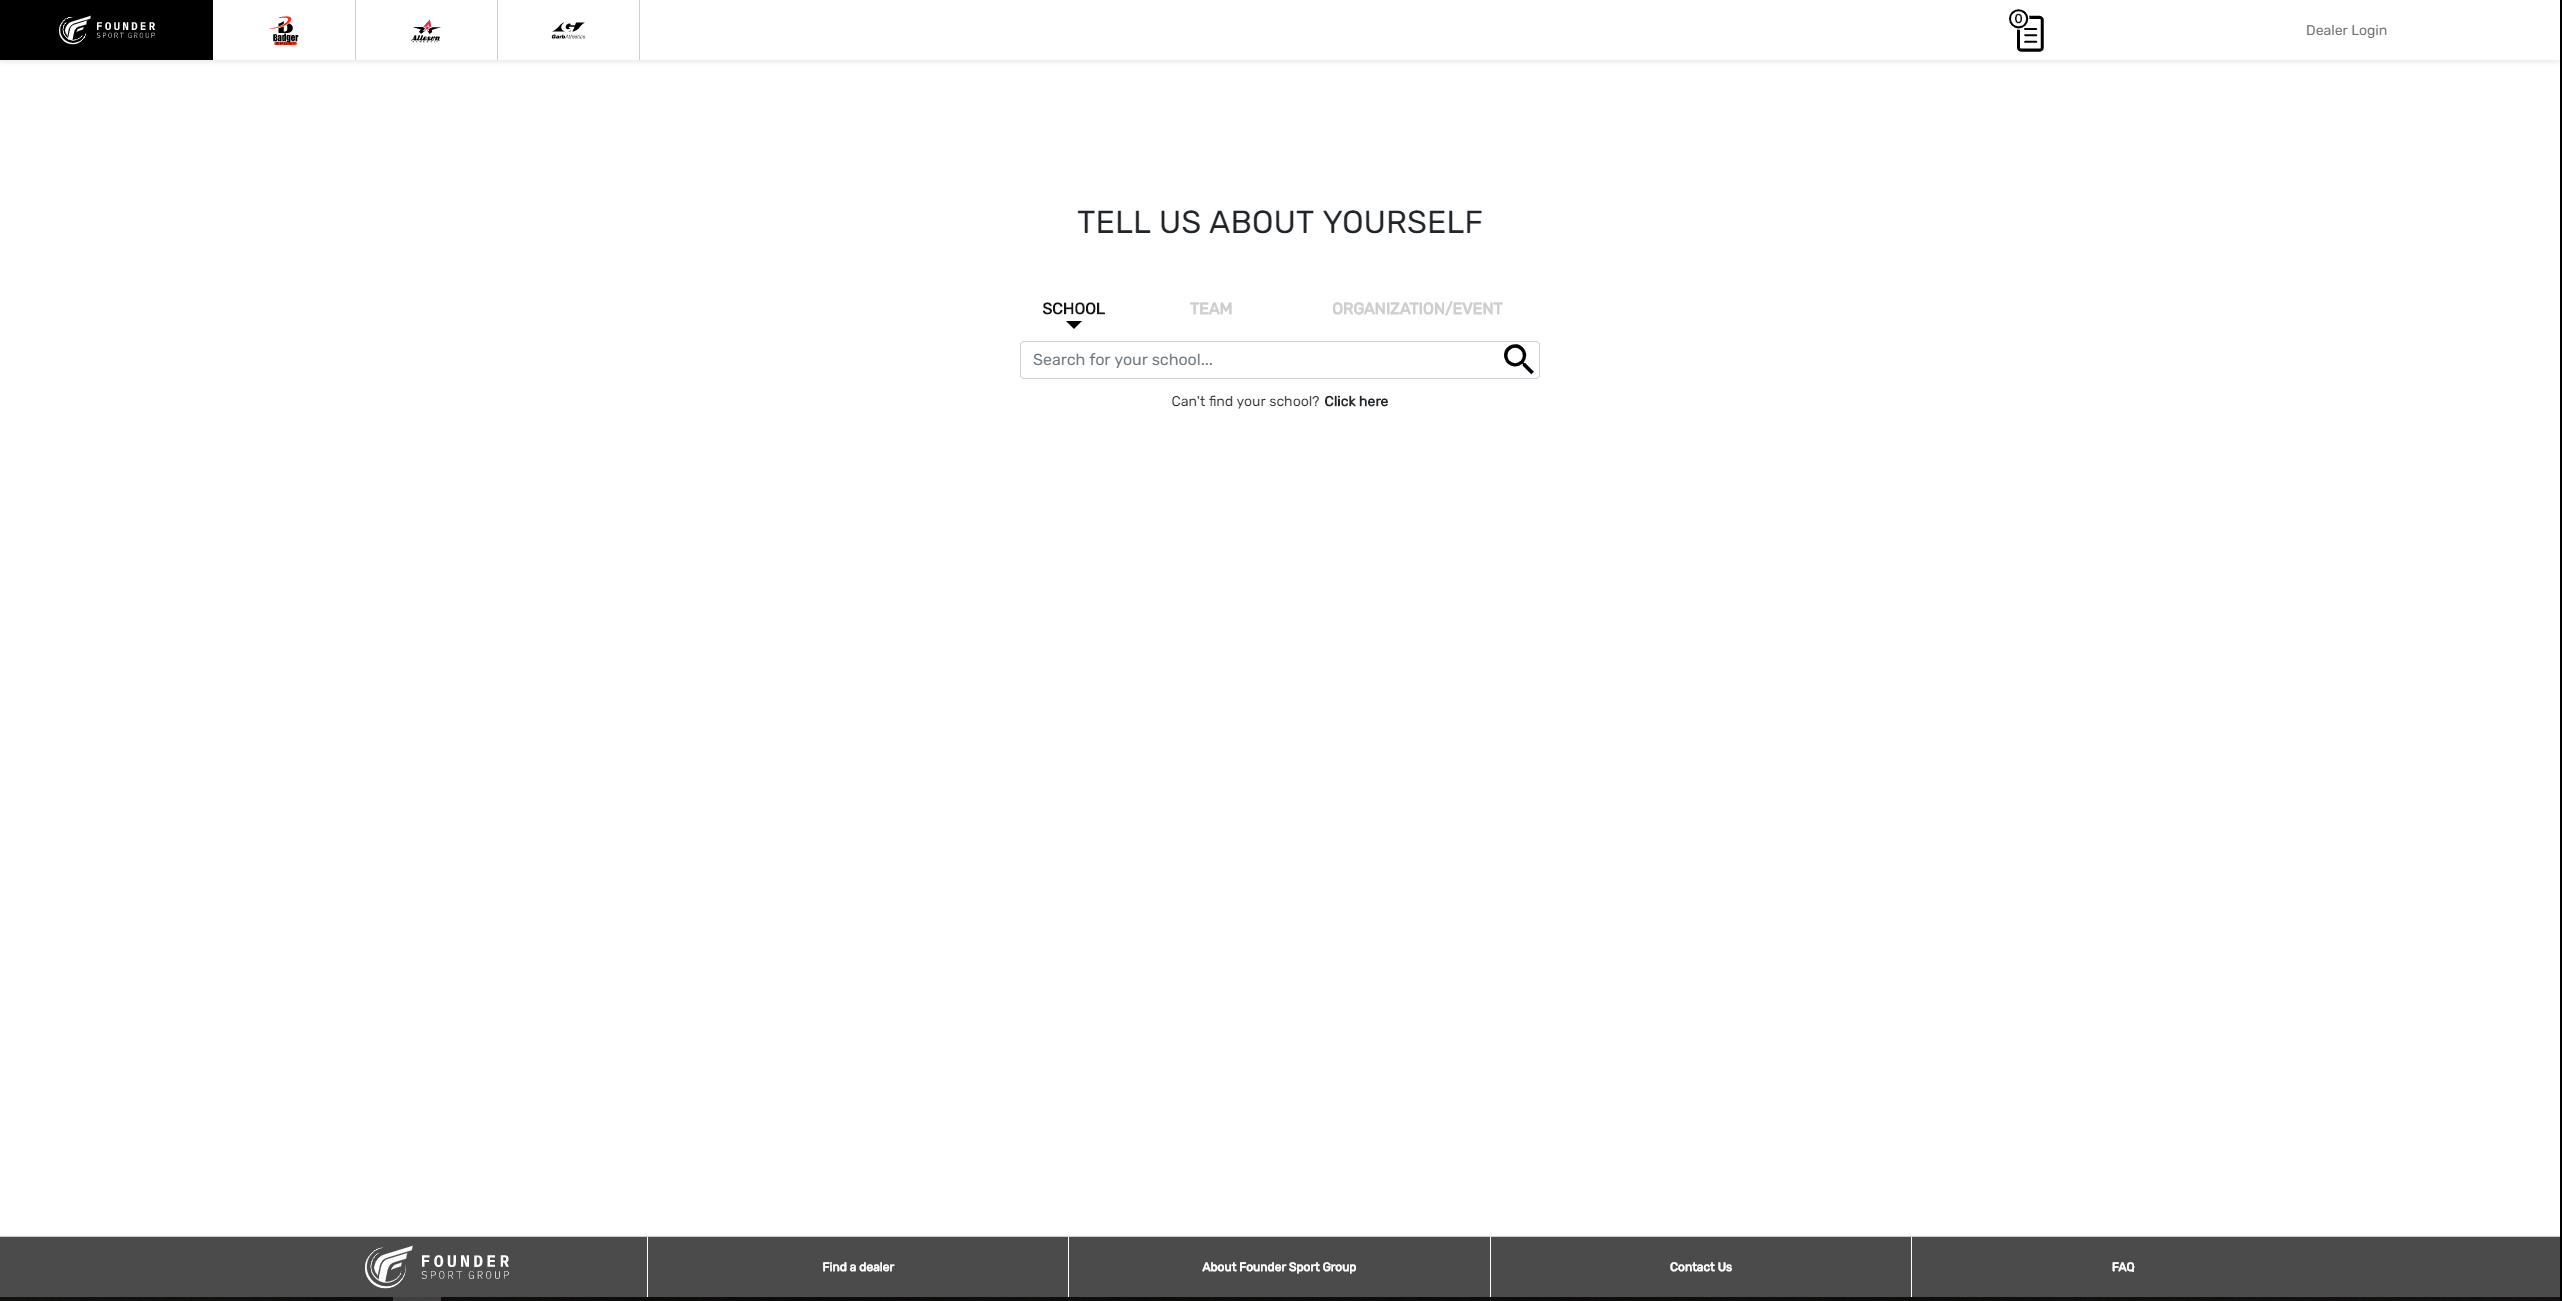 FOUNDER
SPORT GROUP
Badger
Alleson
GarbAthletics
0
Dealer Login
TELL US ABOUT YOURSELF
SCHOOL
TEAM
ORGANIZATION/EVENT
Search for your school...
Can't find your school? Click here
FOUNDER
SPORT GROUP
Find a dealer
About Founder Sport Group
Contact Us
FAQ